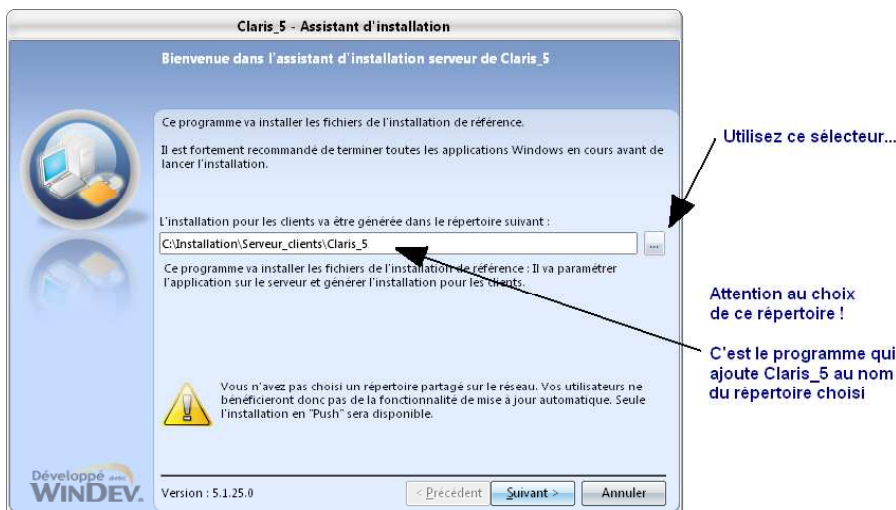 Claris_5 - Assistant d'installation
Bienvenue dans l'assistant d'installation serveur de Claris_5
Ce programme va installer les fichiers de l'installation de référence.
Il est fortement recommandé de terminer toutes les applications Windows en cours avant de
lancer l'installation.
L'installation pour les clients va être générée dans le répertoire suivant :
C:\Installation\Serveur_clients\Claris_5
...
Ce programme va installer les fichiers de l'installation de référence : Il va paramétrer
l'application sur le serveur et générer l'installation pour les clients.
Vous n'avez pas choisi un répertoire partagé sur le réseau. Vos utilisateurs ne
bénéficieront donc pas de la fonctionnalité de mise à jour automatique. Seule
l'installation en "Push" sera disponible.
Développé avec
WINDEV.
Version : 5.1.25.0
< Précédent
Suivant >
Annuler
Utilisez ce sélecteur...
Attention au choix
de ce répertoire !
C'est le programme qui
ajoute Claris_5 au nom
du répertoire choisi